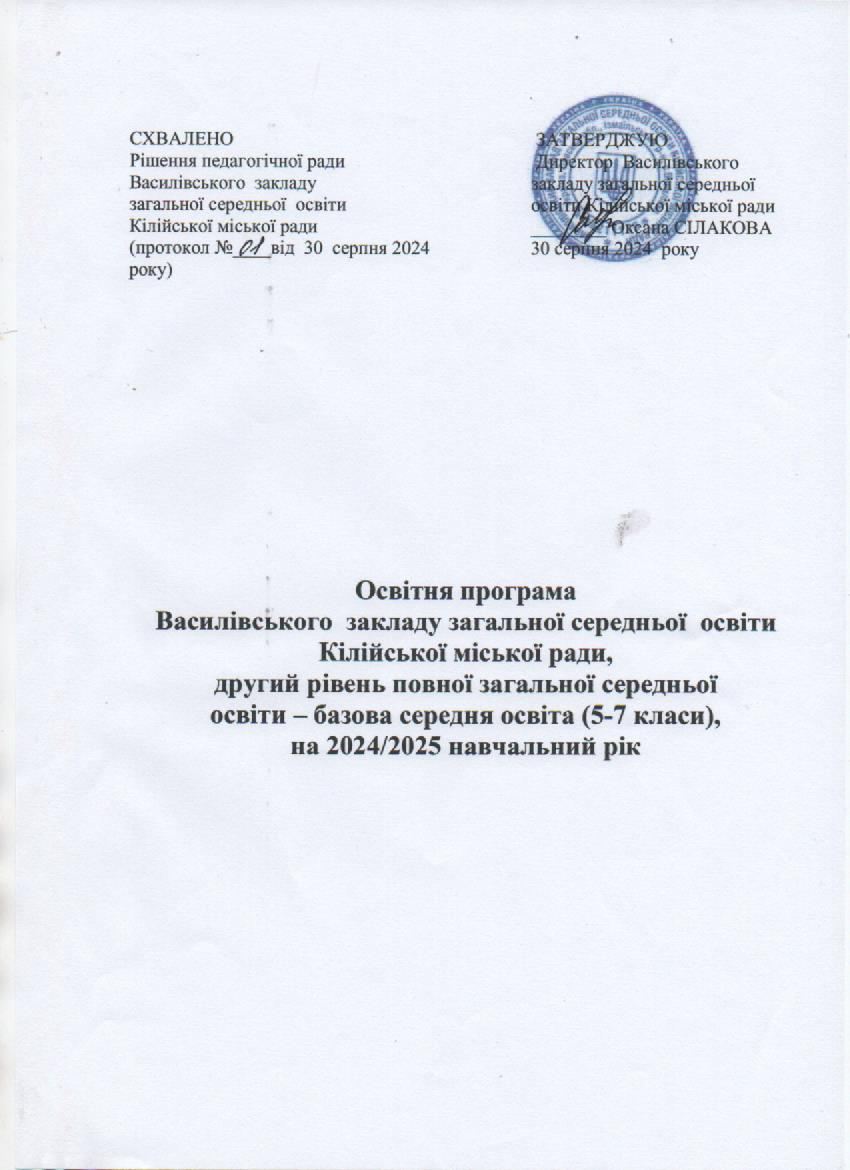 СХВАЛЕНО
Рішення педагогічної ради
Василівського закладу
загальної середньої освіти
Кілійської міської ради
(протокол № 01 від 30 серпня 2024
року)
ЗАТВЕРДЖУЮ
Директор Василівського
закладу загальної середньої
освіти Кілійської міської ради
Оксана СІЛАКОВА
30 серпня 2024 року
Освітня програма
Василівського закладу загальної середньої освіти
Кілійської міської ради,
другий рівень повної загальної середньої
освіти – базова середня освіта (5-7 класи),
на 2024/2025 навчальний рік